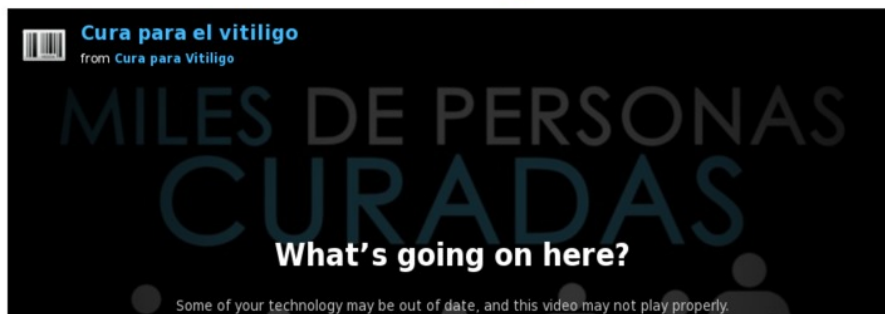 Cura para el vitiligo
from Cura para Vitiligo
MILES DE PERSONAS
CURADAS
What's going on here?
Some of your technology may be out of date, and this video may not play properly.